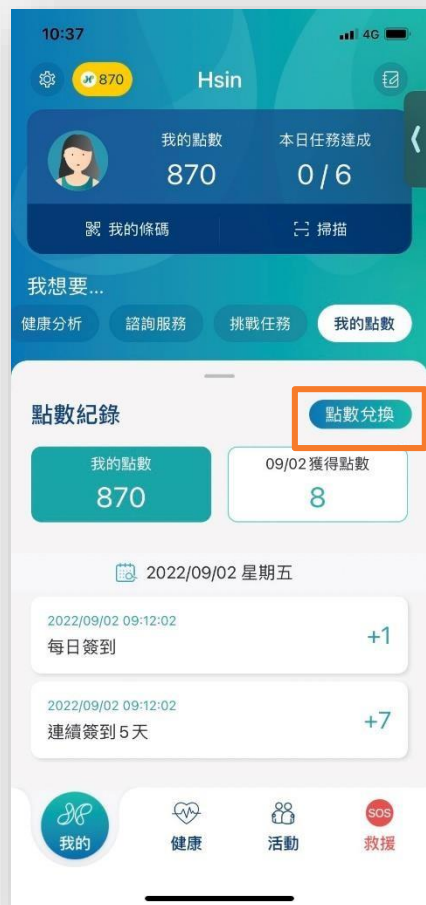 10:37
4G
870
Hsin
我的點數
本日任務達成
870
0 / 6
我的條碼
掃描
我想要...
健康分析
諮詢服務
挑戰任務
我的點數
點數紀錄
點數兌換
我的點數
870
09/02獲得點數
8
2022/09/02 星期五
2022/09/02 09:12:02
每日簽到
+1
2022/09/02 09:12:02
連續簽到5天
+7
我的
健康
活動
SOS
救援